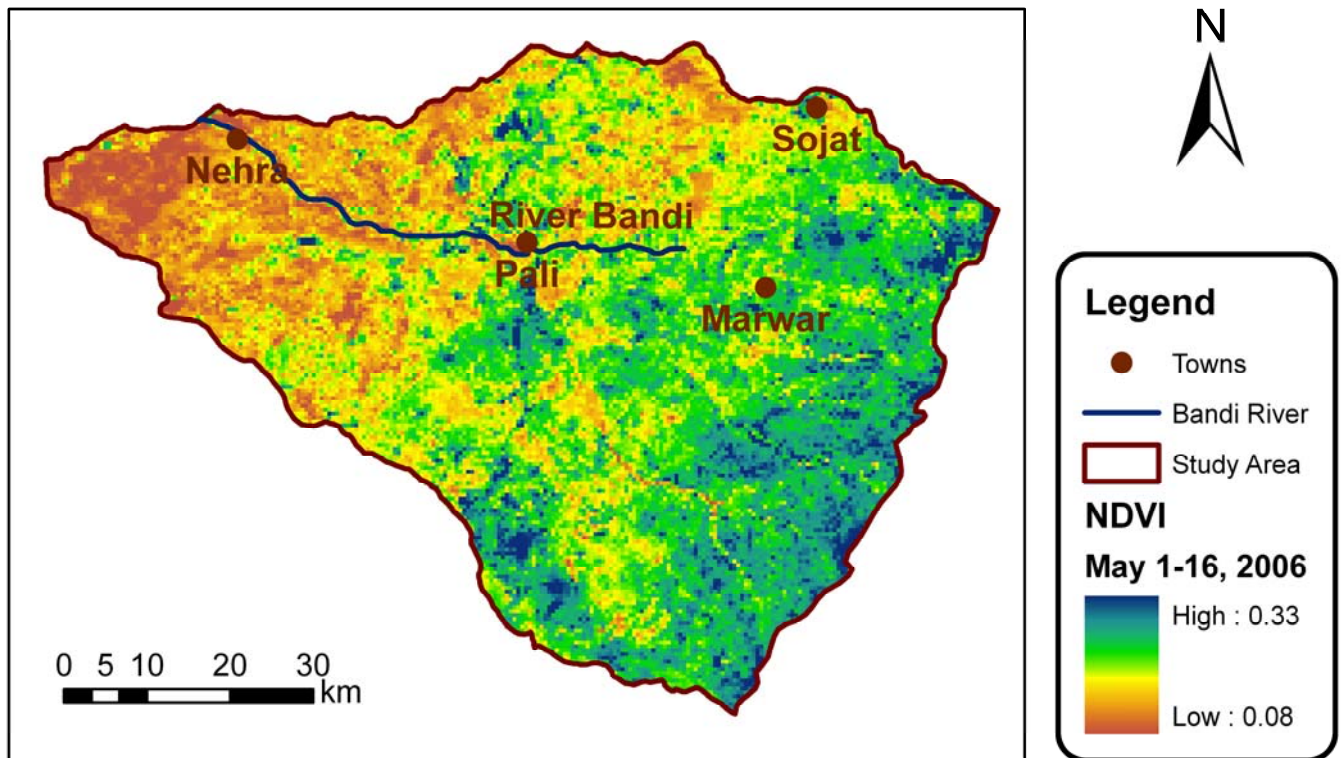 N
Sojat
Nehra
River Bandi
Pali
Marwar
0 5 10 20 30
km
Legend
Towns
Bandi River
Study Area
NDVI
May 1-16, 2006
High : 0.33
Low : 0.08